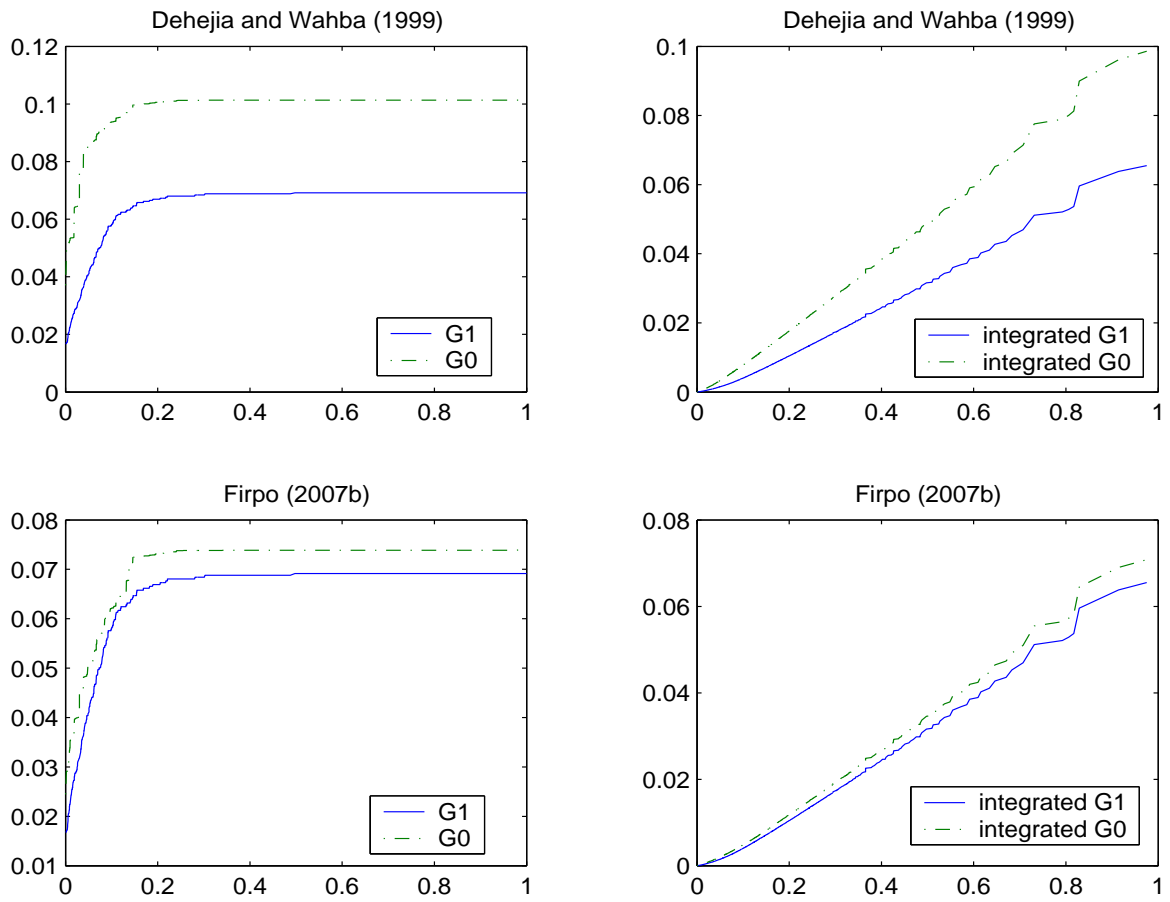 Dehejia and Wahba (1999)
0.12
0.1
0.08
0.06
0.04
0.02
0
0 0.2 0.4 0.6 0.8 1
G1
G0
Dehejia and Wahba (1999)
0.1
0.08
0.06
0.04
0.02
0
0 0.2 0.4 0.6 0.8 1
integrated G1
integrated G0
Firpo (2007b)
0.08
0.07
0.06
0.05
0.04
0.03
0.02
0.01
0 0.2 0.4 0.6 0.8 1
G1
G0
Firpo (2007b)
0.08
0.06
0.04
0.02
0
0 0.2 0.4 0.6 0.8 1
integrated G1
integrated G0